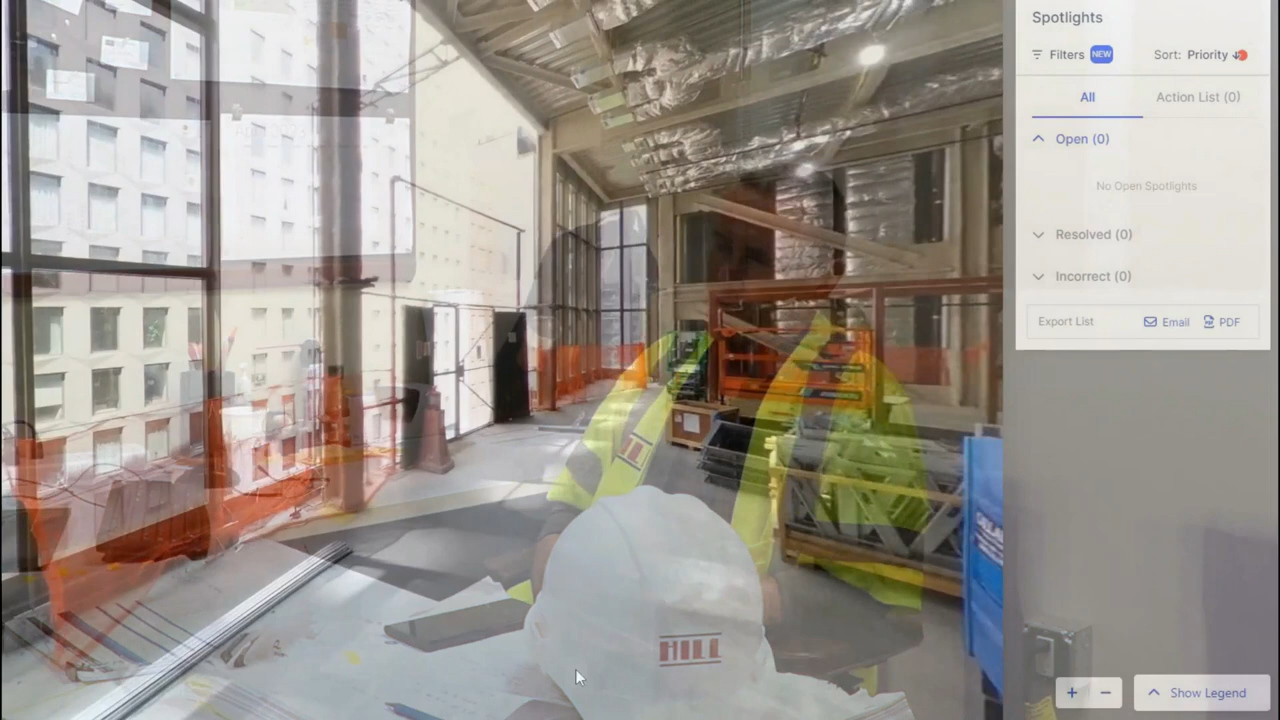 Spotlights
Filters NEW Sort: Priority
All Action List (0)
Open (0)
No Open Spotlights
Resolved (0)
Incorrect (0)
Export List Email PDF
HILL
+ − Show Legend